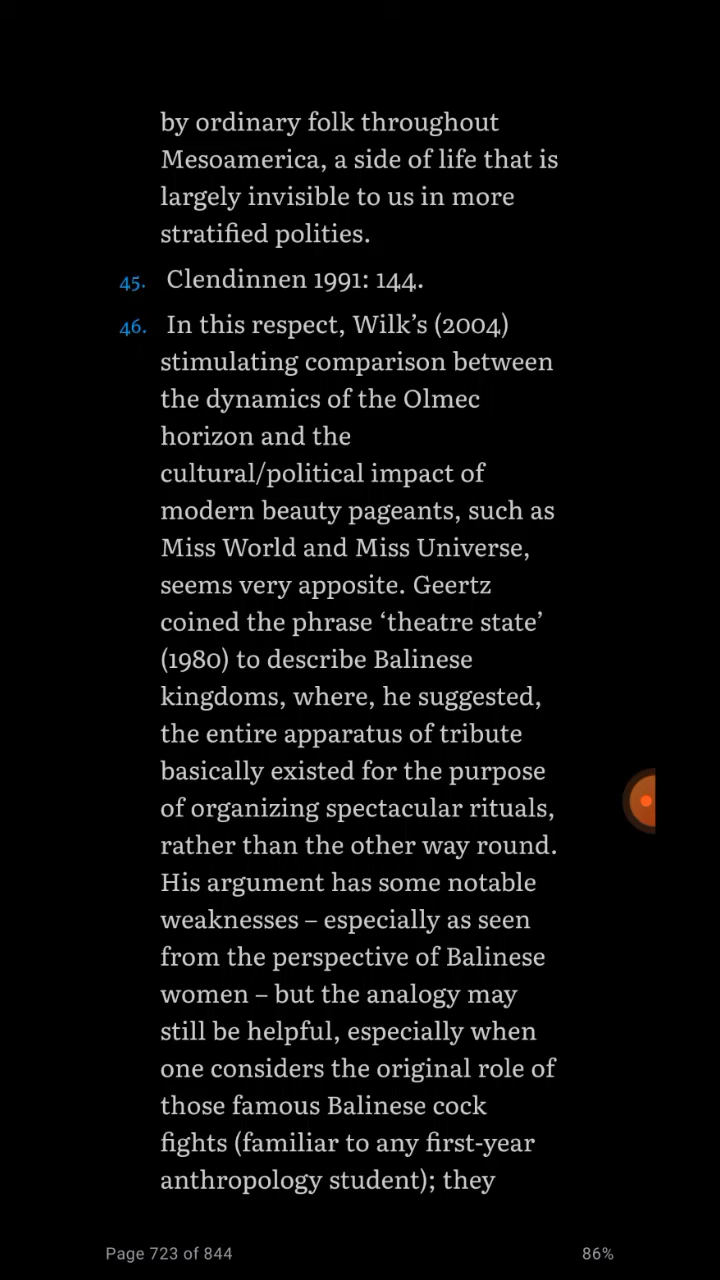 by ordinary folk throughout
Mesoamerica, a side of life that is
largely invisible to us in more
stratified polities.
45. Clendinnen 1991: 144.
46. In this respect, Wilk’s (2004)
stimulating comparison between
the dynamics of the Olmec
horizon and the
cultural/political impact of
modern beauty pageants, such as
Miss World and Miss Universe,
seems very apposite. Geertz
coined the phrase ‘theatre state’
(1980) to describe Balinese
kingdoms, where, he suggested,
the entire apparatus of tribute
basically existed for the purpose
of organizing spectacular rituals,
rather than the other way round.
His argument has some notable
weaknesses – especially as seen
from the perspective of Balinese
women – but the analogy may
still be helpful, especially when
one considers the original role of
those famous Balinese cock
fights (familiar to any first-year
anthropology student); they
Page 723 of 844 86%